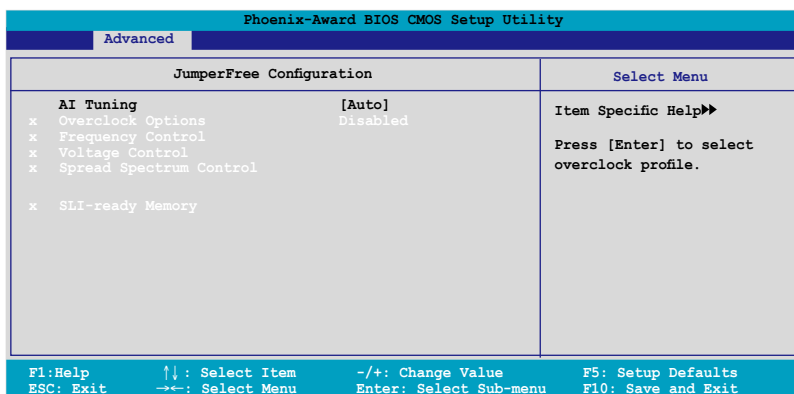 Phoenix-Award BIOS CMOS Setup Utility
Advanced
JumperFree Configuration
Select Menu
AI Tuning [Auto]
x Overclock Options Disabled
x Frequency Control
x Voltage Control
x Spread Spectrum Control
x SLI-ready Memory
Item Specific Help▶▶
Press [Enter] to select
overclock profile.
F1:Help ↑↓: Select Item -/+: Change Value F5: Setup Defaults
ESC: Exit →←: Select Menu Enter: Select Sub-menu F10: Save and Exit